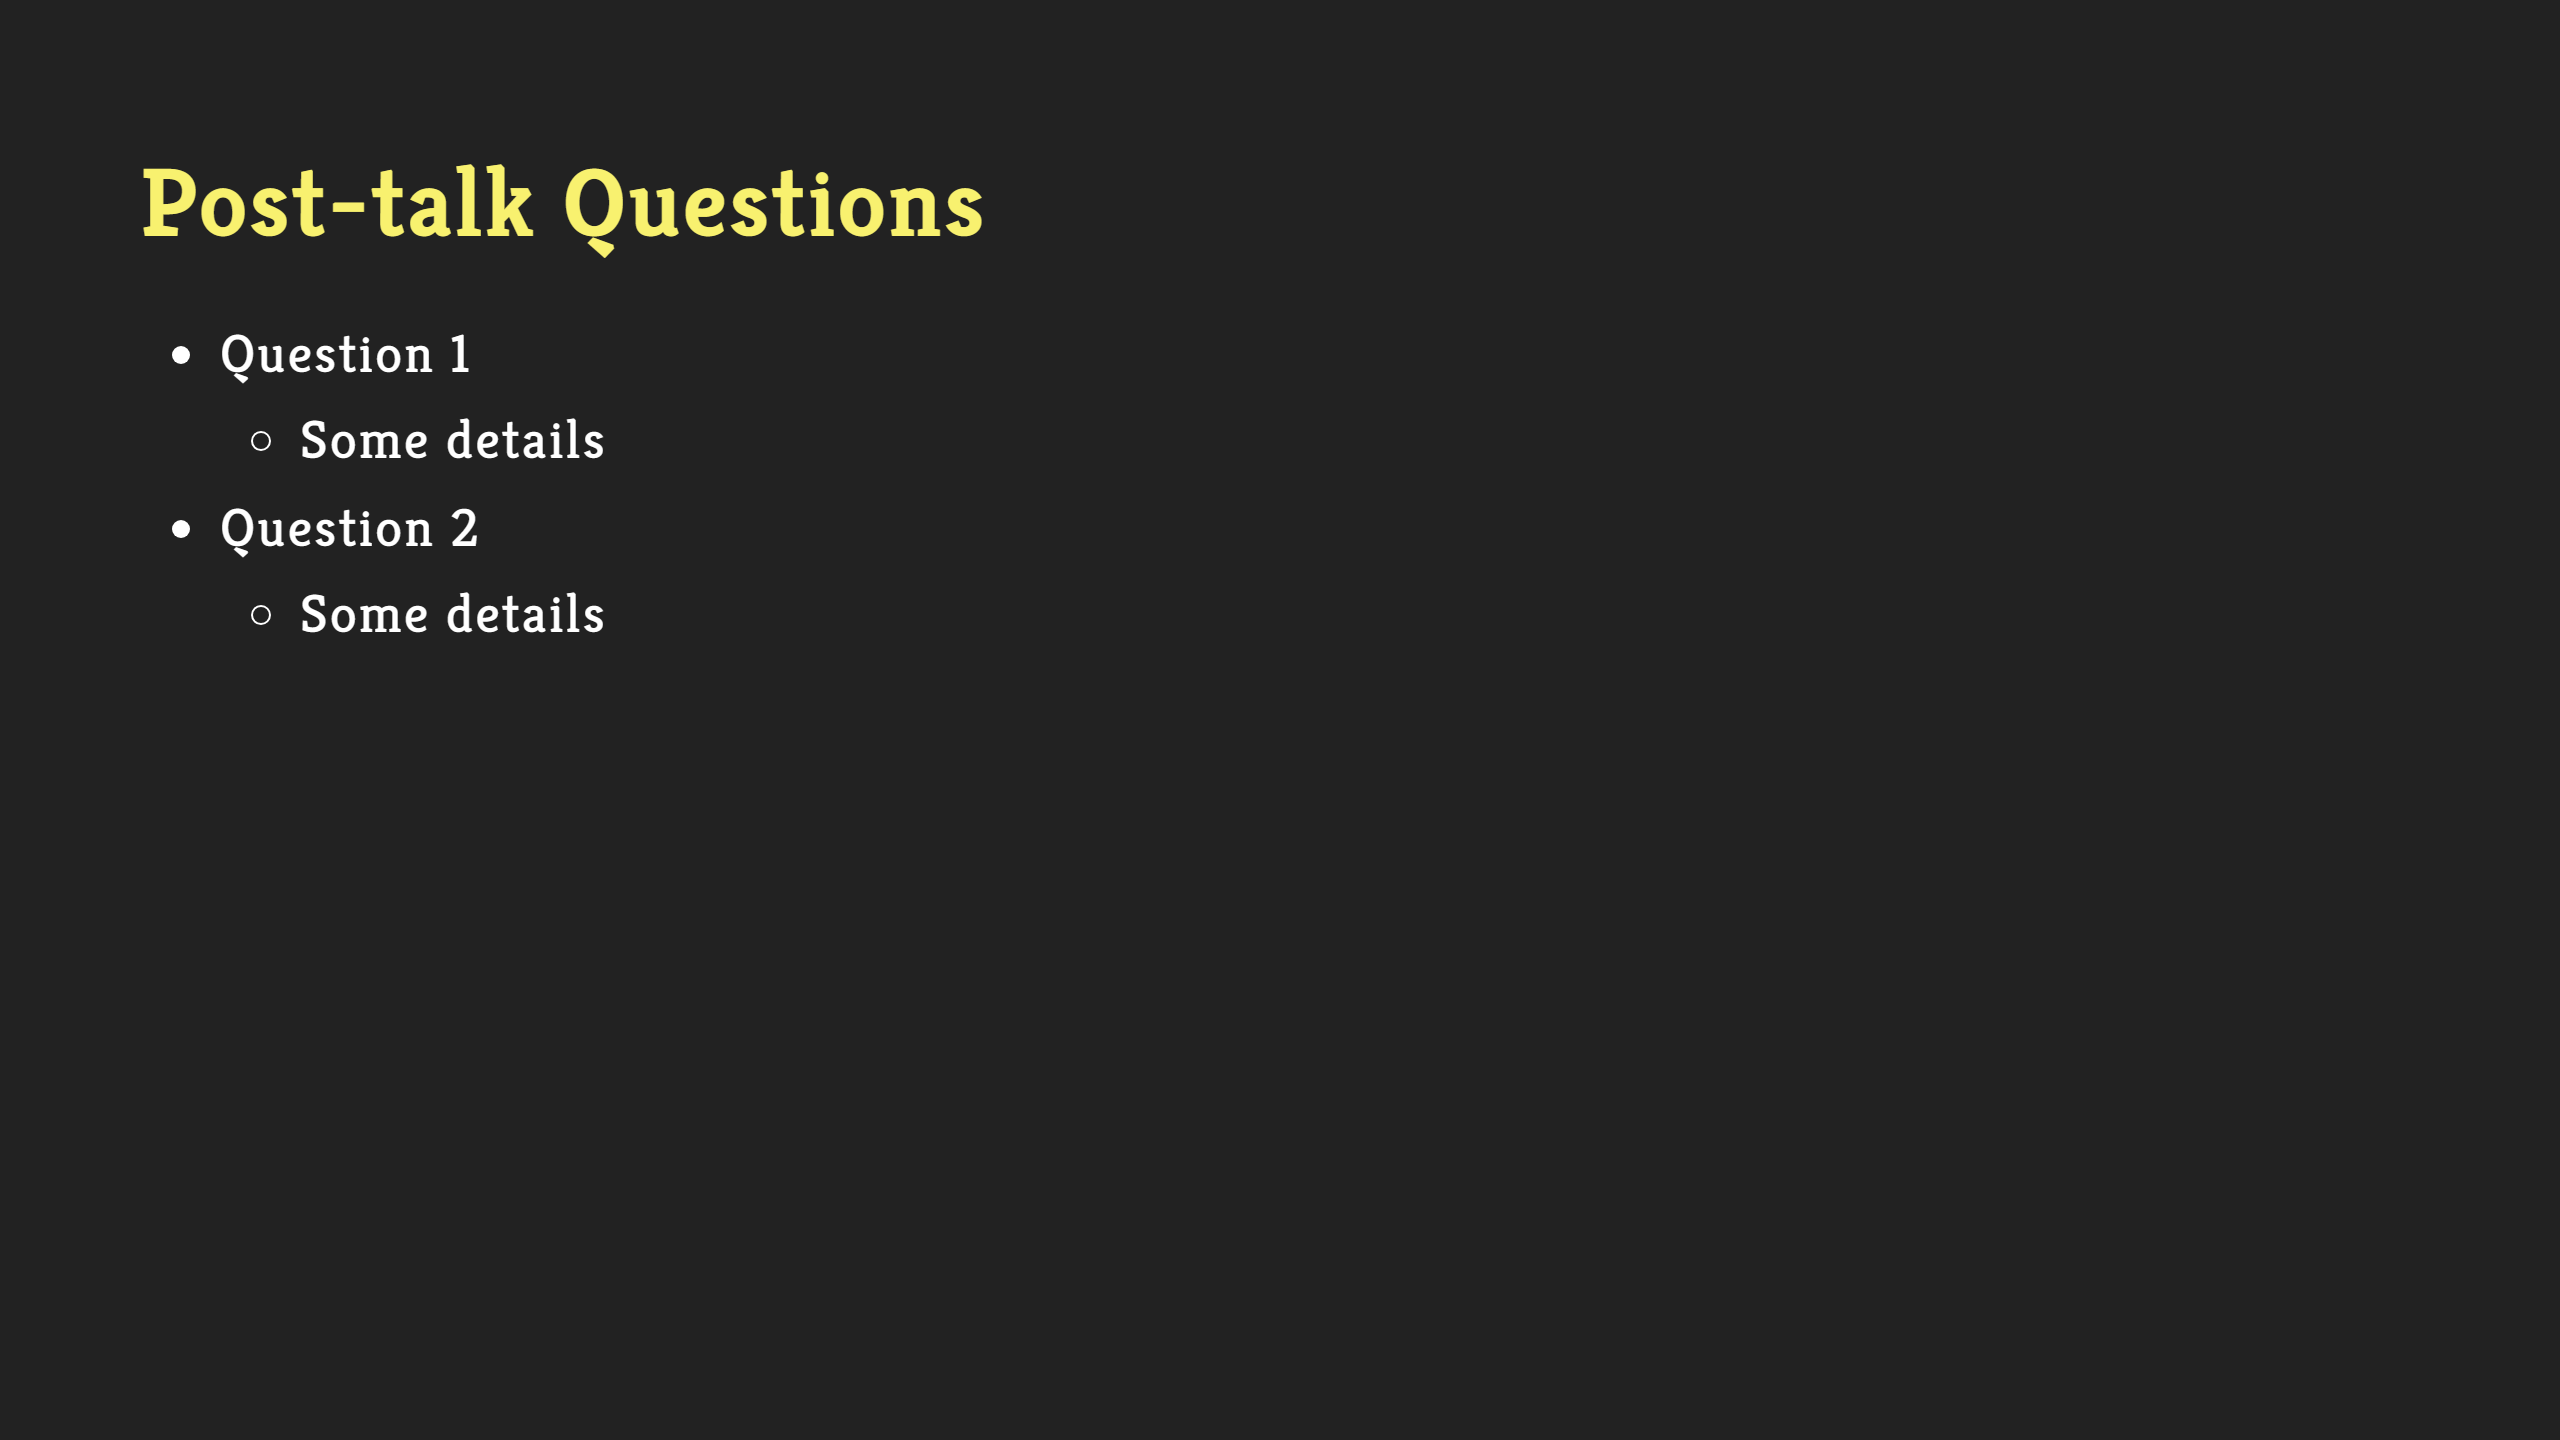 Post-talk Questions
Question 1
Some details
Question 2
Some details